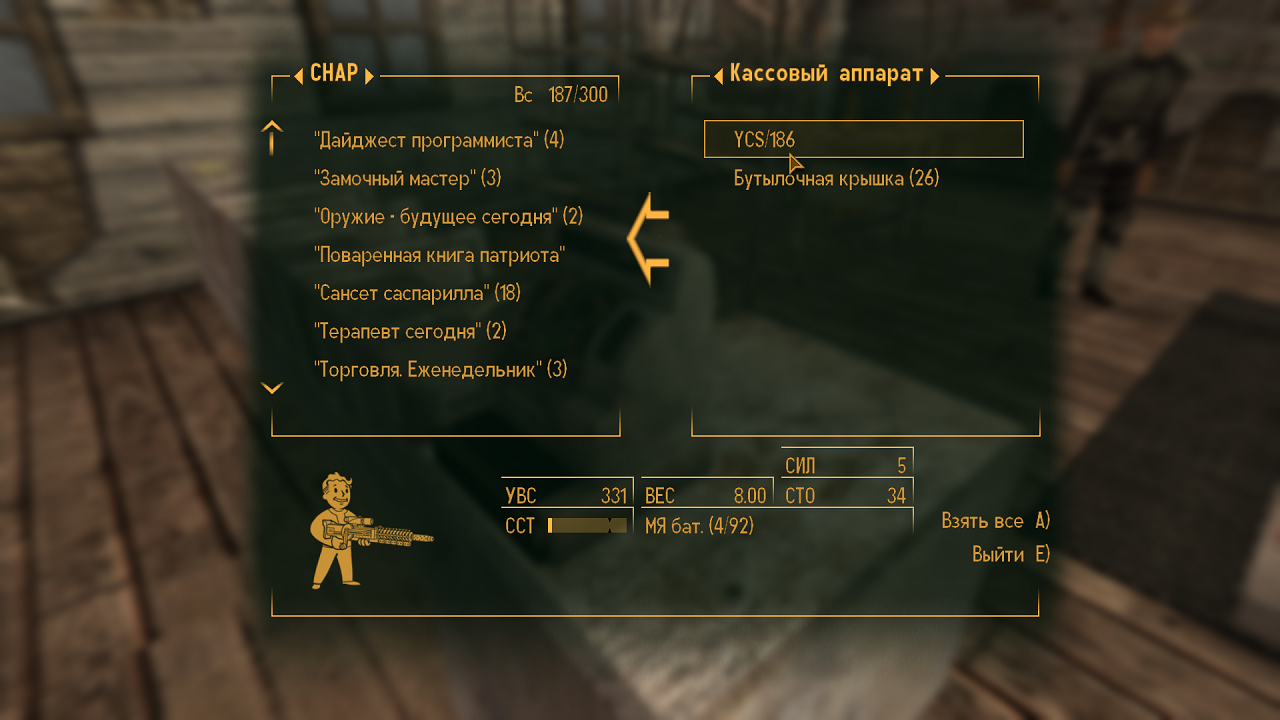 СНАР
Вс 187/300
"Дайджест программиста" (4)
"Замочный мастер" (3)
"Оружие - будущее сегодня" (2)
"Поваренная книга патриота"
"Сансет саспарилла" (18)
"Терапевт сегодня" (2)
"Торговля. Еженедельник" (3)
Кассовый аппарат
YCS/186
Бутылочная крышка (26)
СИЛ 5
УВС 331 ВЕС 8.00 СТО 34
ССТ МЯ бат. (4/92)
Взять все A)
Выйти E)